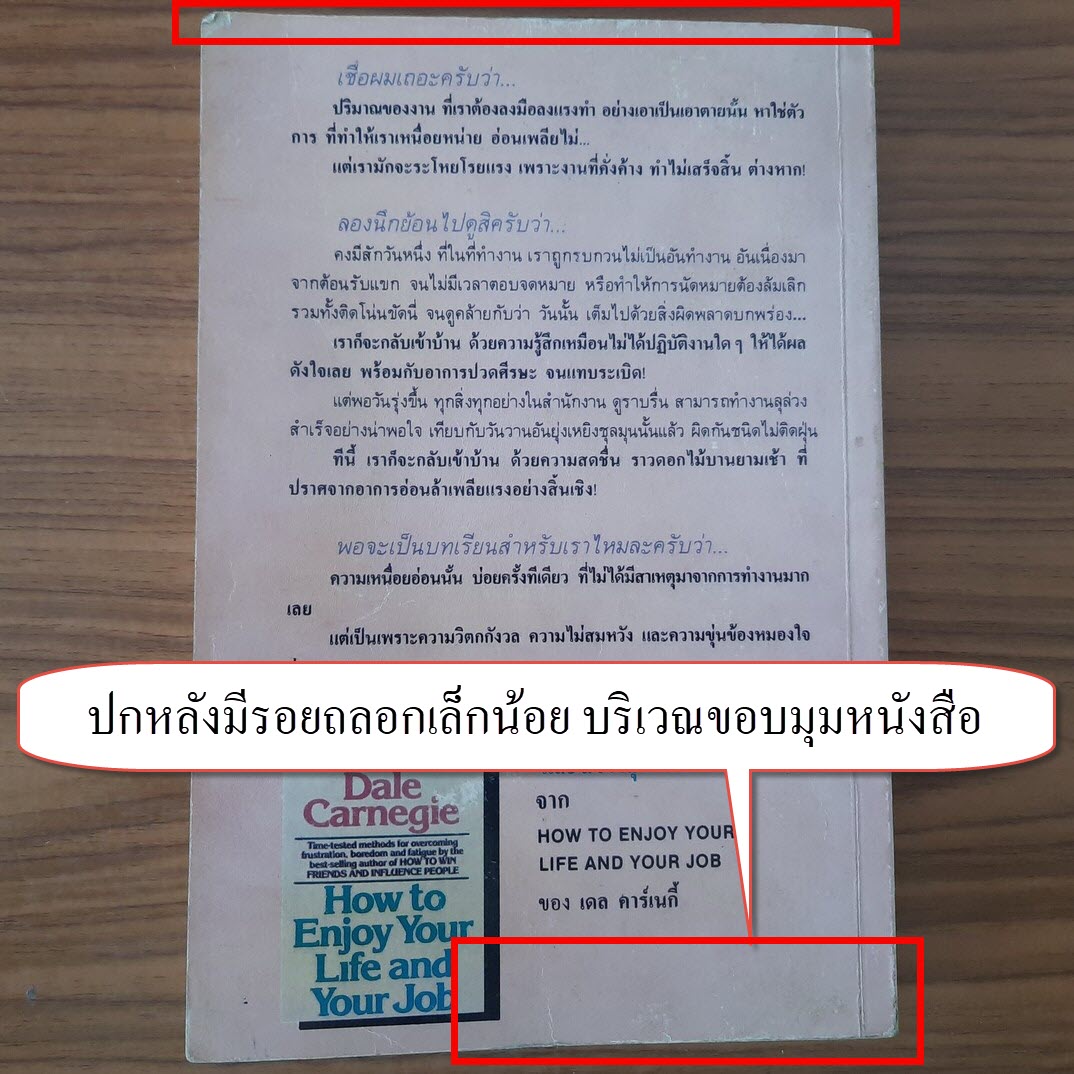 เชื่อผมเถอะครับว่า...
ปริมาณของงาน ที่เราต้องลงมือลงแรงทำ อย่างเอาเป็นเอาตายนั้น หาใช่ตัว
การ ที่ทำให้เราเหนื่อยหน่าย อ่อนเพลียไม่...
แต่เรามักจะระโหยโรยแรง เพราะงานที่คั่งค้าง ทำไม่เสร็จสิ้น ต่างหาก!
ลองนึกย้อนไปดูสิครับว่า...
คงมีสักวันหนึ่ง ที่ในที่ทำงาน เราถูกรบกวนไม่เป็นอันทำงาน อันเนื่องมา
จากต้อนรับแขก จนไม่มีเวลาตอบจดหมาย หรือทำให้การนัดหมายต้องล้มเลิก
รวมทั้งติดโน่นขัดนี่ จนดูคล้ายกับว่า วันนั้น เต็มไปด้วยสิ่งผิดพลาดบกพร่อง...
เราก็จะกลับเข้าบ้าน ด้วยความรู้สึกเหมือนไม่ได้ปฏิบัติงานใด ๆ ให้ได้ผล
ดังใจเลย พร้อมกับอาการปวดศีรษะ จนแทบระเบิด!
แต่พอวันรุ่งขึ้น ทุกสิ่งทุกอย่างในสำนักงาน ดูราบรื่น สามารถทำงานลุล่วง
สำเร็จอย่างน่าพอใจ เทียบกับวันวานอันยุ่งเหยิงชุลมุนนั้นแล้ว ผิดกันชนิดไม่ติดฝุ่น
ทีนี้ เราก็จะกลับเข้าบ้าน ด้วยความสดชื่น ราวดอกไม้บานยามเช้า ที่
ปราศจากอาการอ่อนล้าเพลียแรงอย่างสิ้นเชิง!
พอจะเป็นบทเรียนสำหรับเราไหมละครับว่า...
ความเหนื่อยอ่อนนั้น บ่อยครั้งทีเดียว ที่ไม่ได้มีสาเหตุมาจากการทำงานมาก
เลย
แต่เป็นเพราะความวิตกกังวล ความไม่สมหวัง และความขุ่นข้องหมองใจ
ปกหลังมีรอยถลอกเล็กน้อย บริเวณขอบมุมหนังสือ
Dale
Carnegie
Time-tested methods for overcoming
frustration, boredom and fatigue by the
best-selling author of HOW TO WIN
FRIENDS AND INFLUENCE PEOPLE
How to
Enjoy Your
Life and
Your Job
จาก
HOW TO ENJOY YOUR
LIFE AND YOUR JOB
ของ เดล คาร์เนกี้